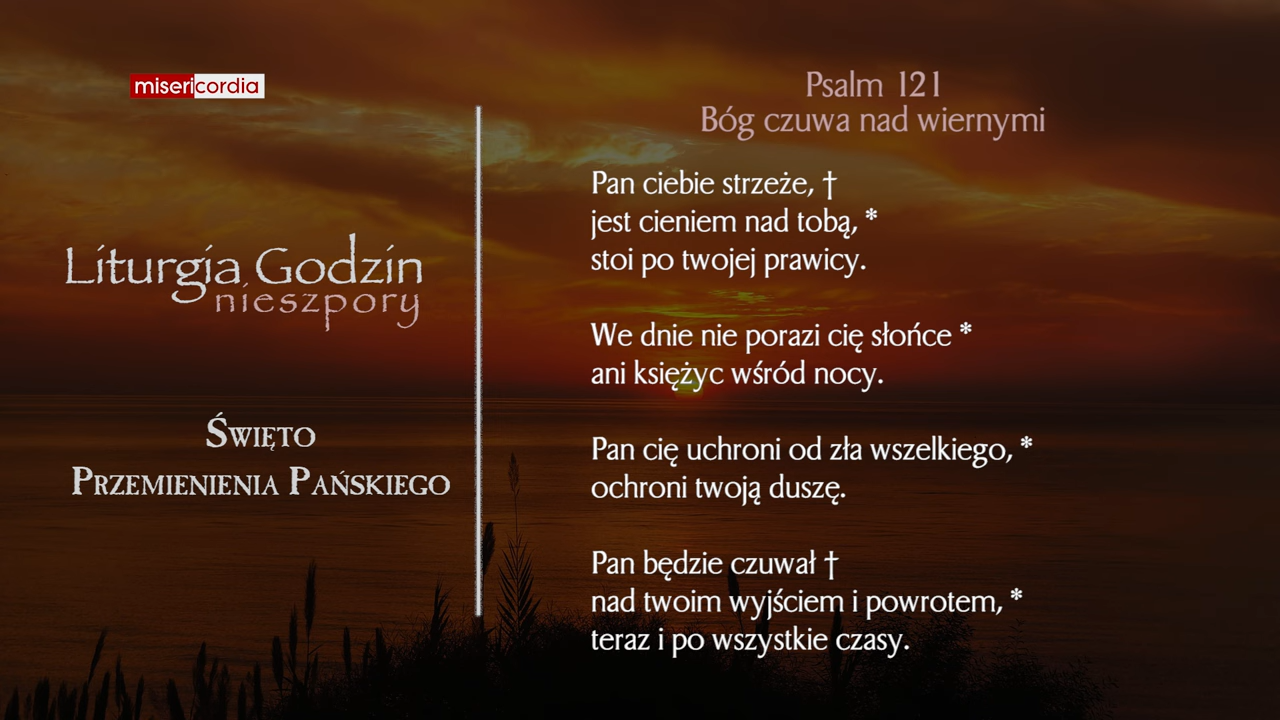 misericordia
Liturgia Godzin
nieszpory
Święto
Przemienienia Pańskiego
Psalm 121
Bóg czuwa nad wiernymi
Pan ciebie strzeże, †
jest cieniem nad tobą, *
stoi po twojej prawicy.
We dnie nie porazi cię słońce *
ani księżyc wśród nocy.
Pan cię uchroni od zła wszelkiego, *
ochroni twoją duszę.
Pan będzie czuwał †
nad twoim wyjściem i powrotem, *
teraz i po wszystkie czasy.